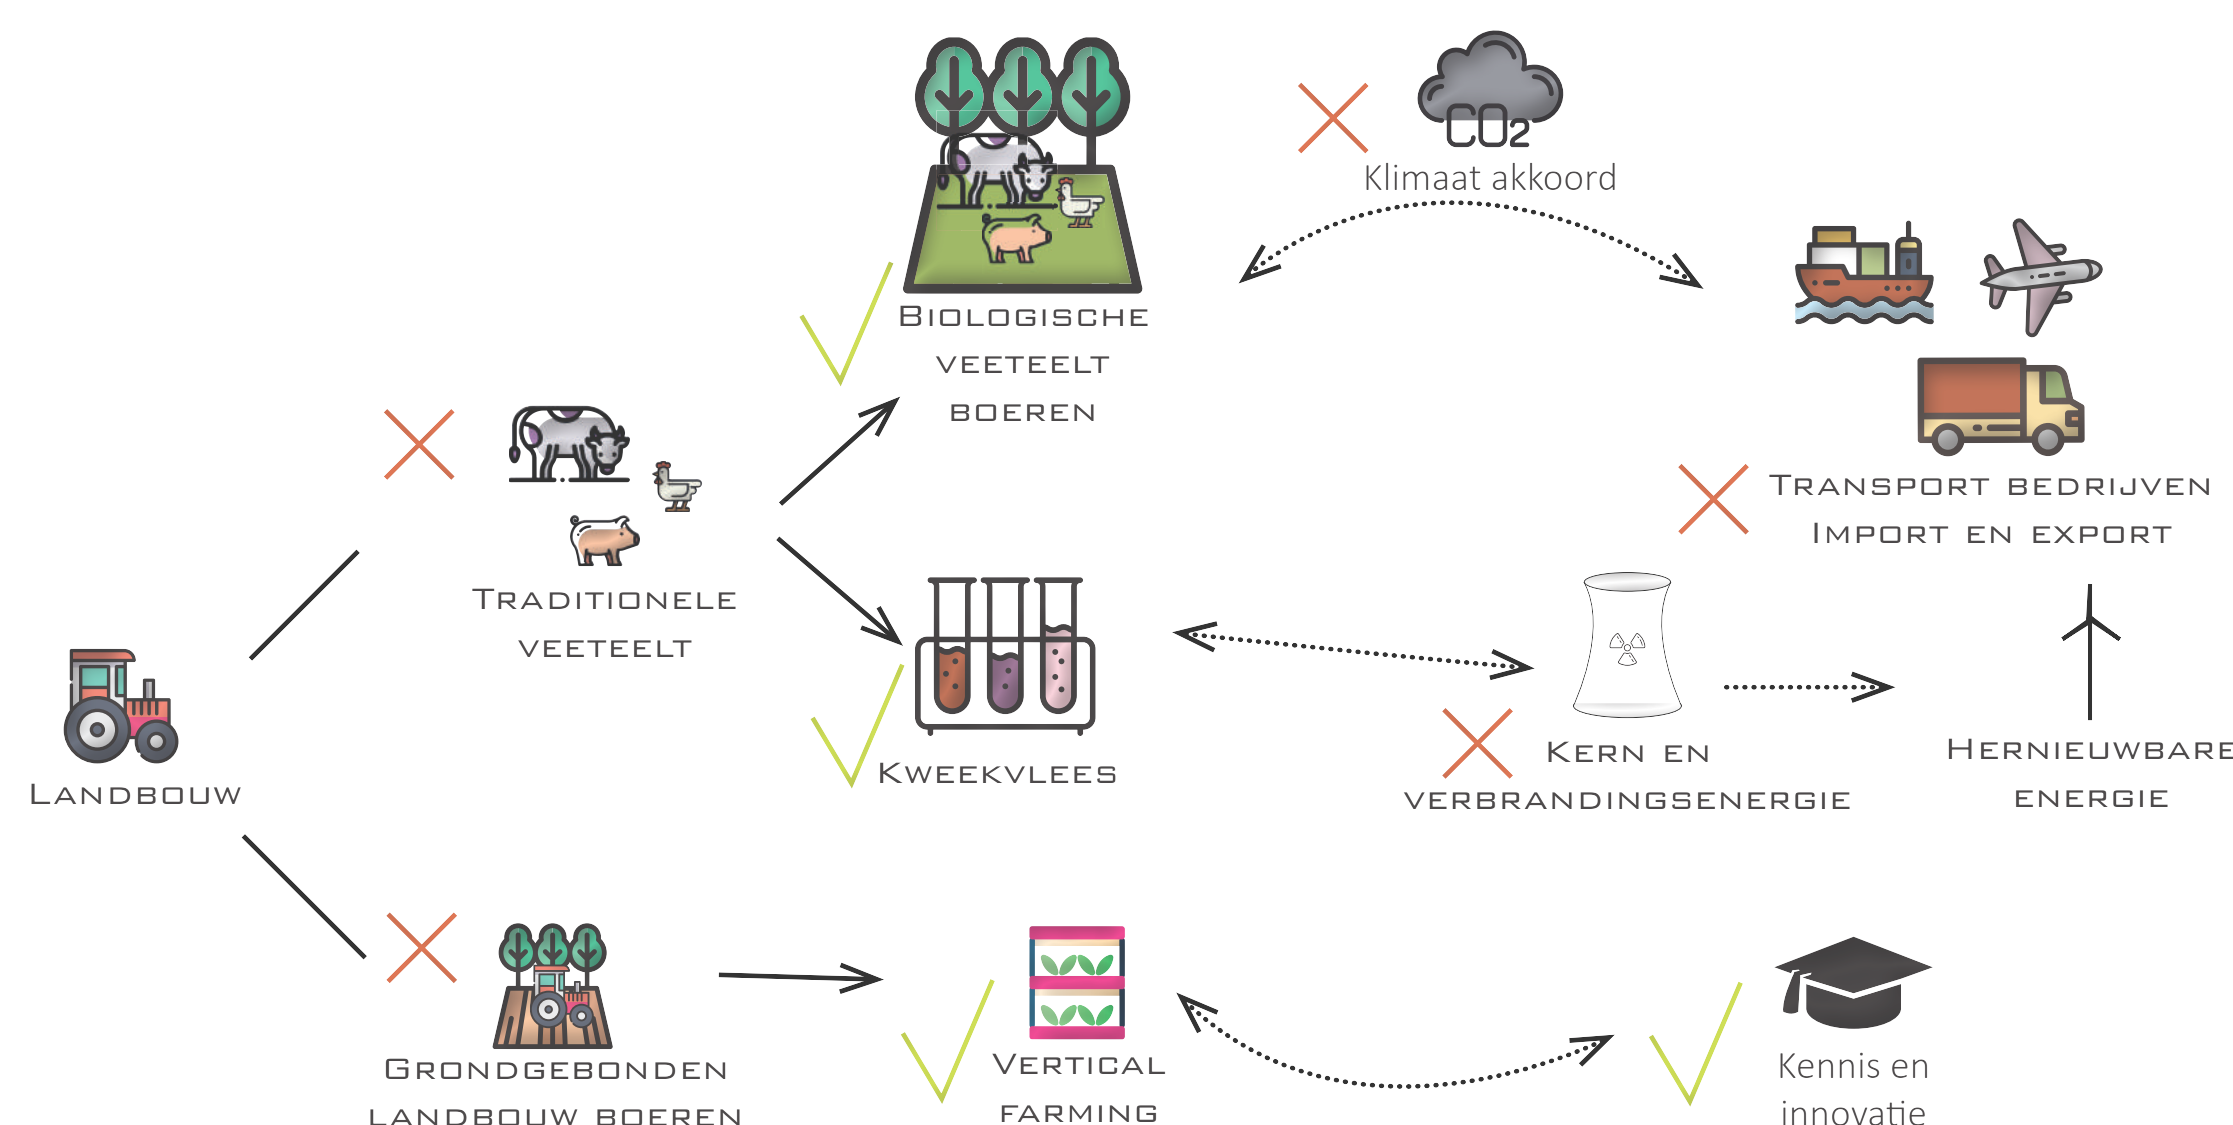 CO2
Klimaat akkoord
Biologische
veeteelt
boeren
Transport bedrijven
Import en export
Traditionele
veeteelt
Landbouw
Kweekvlees
Kern en
verbrandingsenergie
Hernieuwbare
energie
Grondgebonden
landbouw boeren
Vertical
farming
Kennis en
innovatie